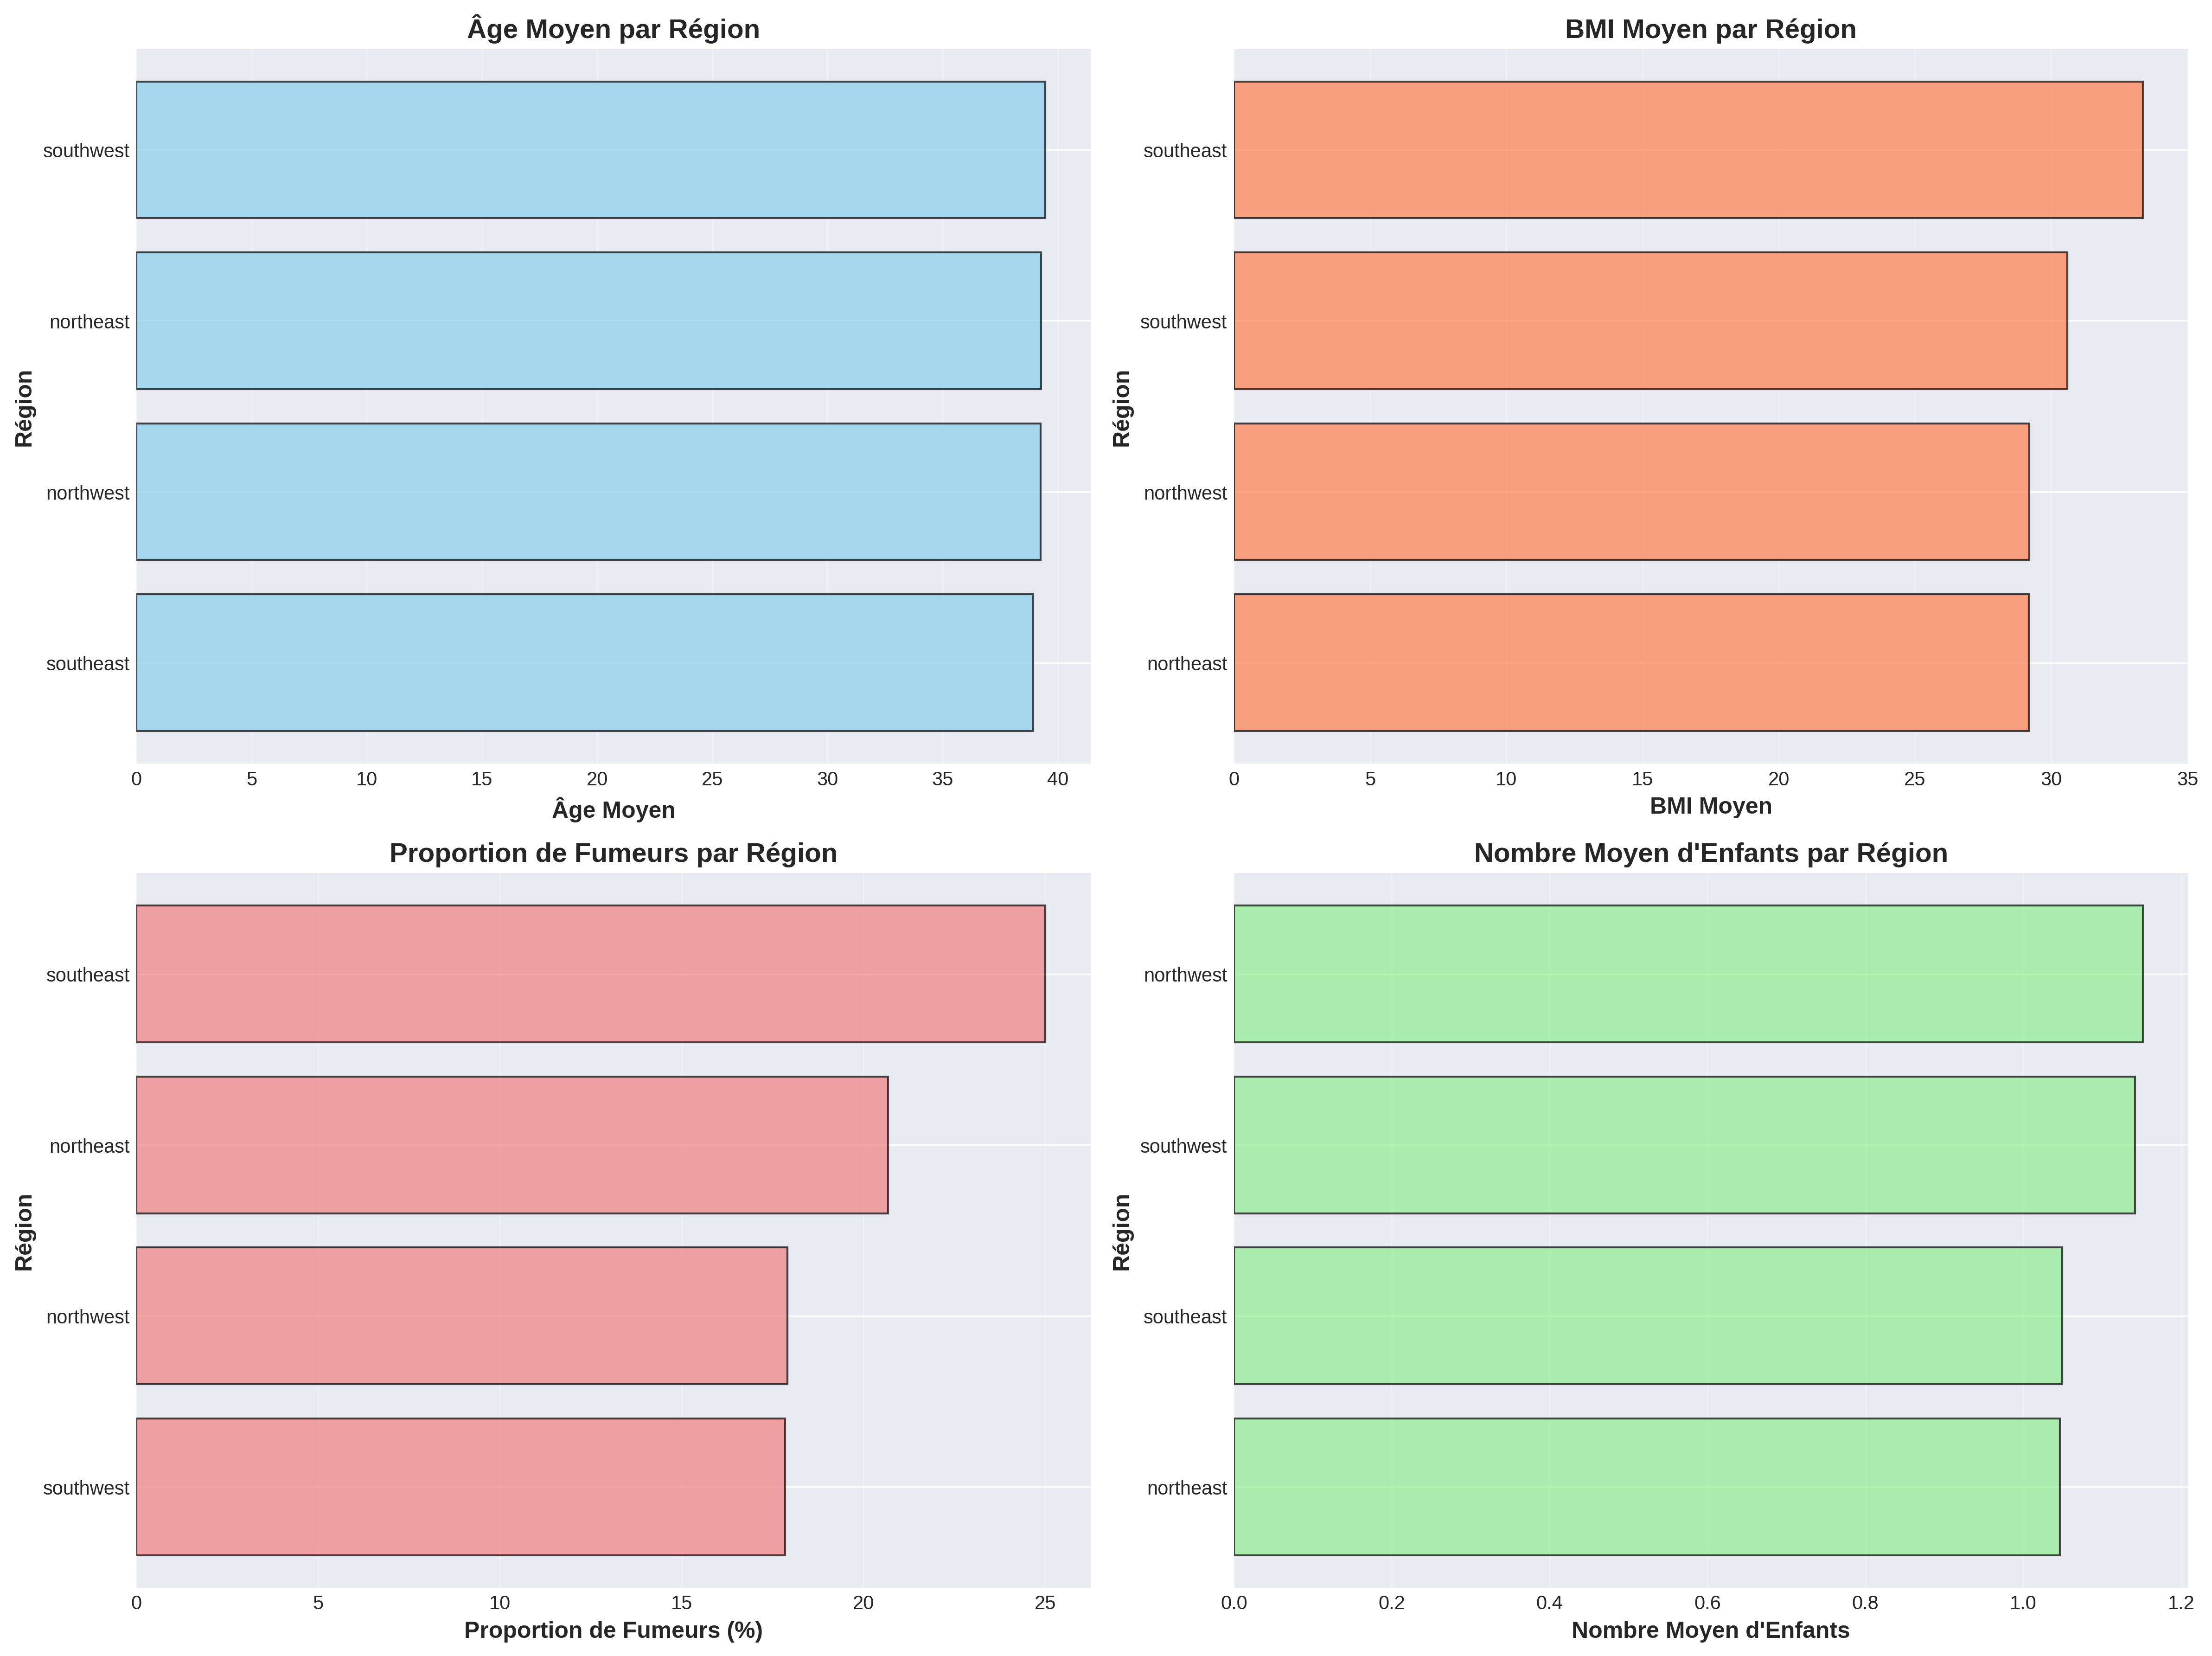 Âge Moyen par Région
Région
southwest
northeast
northwest
southeast
0 5 10 15 20 25 30 35 40
Âge Moyen
BMI Moyen par Région
Région
southeast
southwest
northwest
northeast
0 5 10 15 20 25 30 35
BMI Moyen
Proportion de Fumeurs par Région
Région
southeast
northeast
northwest
southwest
0 5 10 15 20 25
Proportion de Fumeurs (%)
Nombre Moyen d'Enfants par Région
Région
northwest
southwest
southeast
northeast
0.0 0.2 0.4 0.6 0.8 1.0 1.2
Nombre Moyen d'Enfants